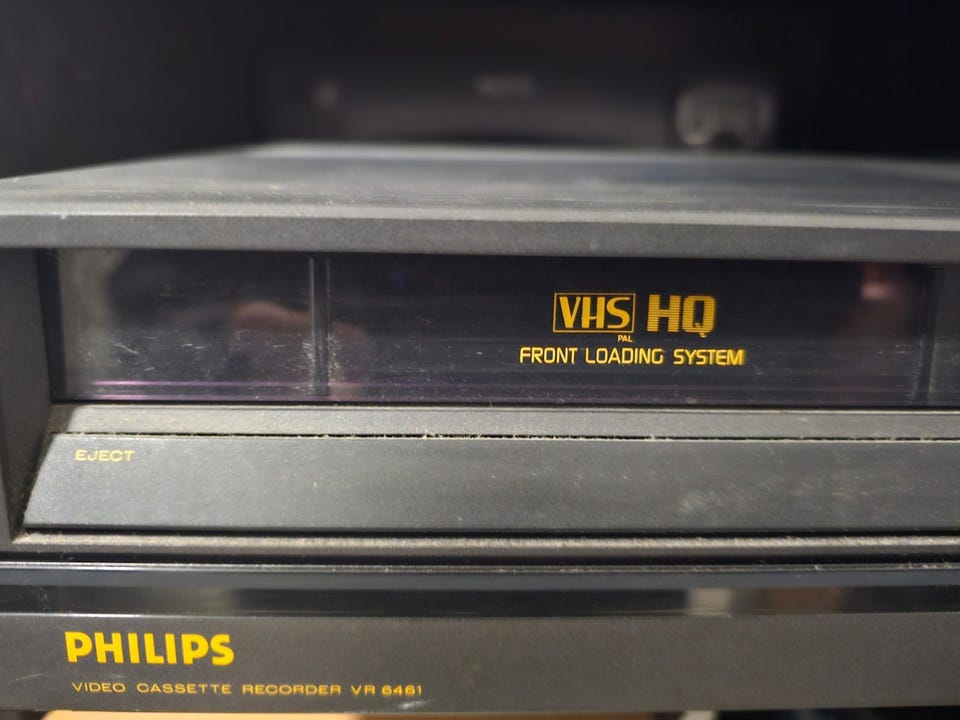 VHS HQ
PAL
FRONT LOADING SYSTEM
EJECT
PHILIPS
VIDEO CASSETTE RECORDER VR 6461